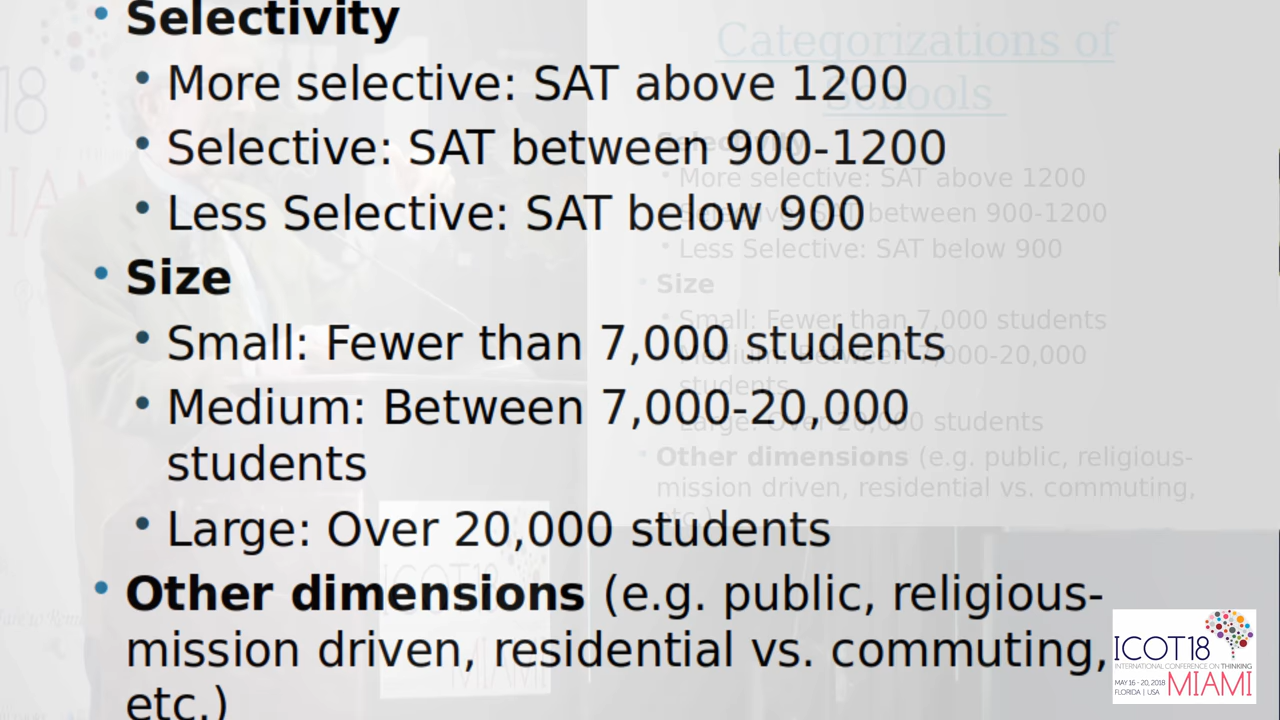 Selectivity
More selective: SAT above 1200
Selective: SAT between 900-1200
Less Selective: SAT below 900
Size
Small: Fewer than 7,000 students
Medium: Between 7,000-20,000
students
Large: Over 20,000 students
Other dimensions (e.g. public, religious-
mission driven, residential vs. commuting,
etc.)
Categorizations of
Schools
Selectivity
More selective: SAT above 1200
Selective: SAT between 900-1200
Less Selective: SAT below 900
Size
Small: Fewer than 7,000 students
Medium: Between 7,000-20,000
students
Large: Over 20,000 students
Other dimensions (e.g. public, religious-
mission driven, residential vs. commuting,
etc.)
18
MIA
ICOT18
MIAMI
ICOT18
INTERNATIONAL CONFERENCE ON THINKING
MAY 16 - 20, 2018
FLORIDA | USA
MIAMI